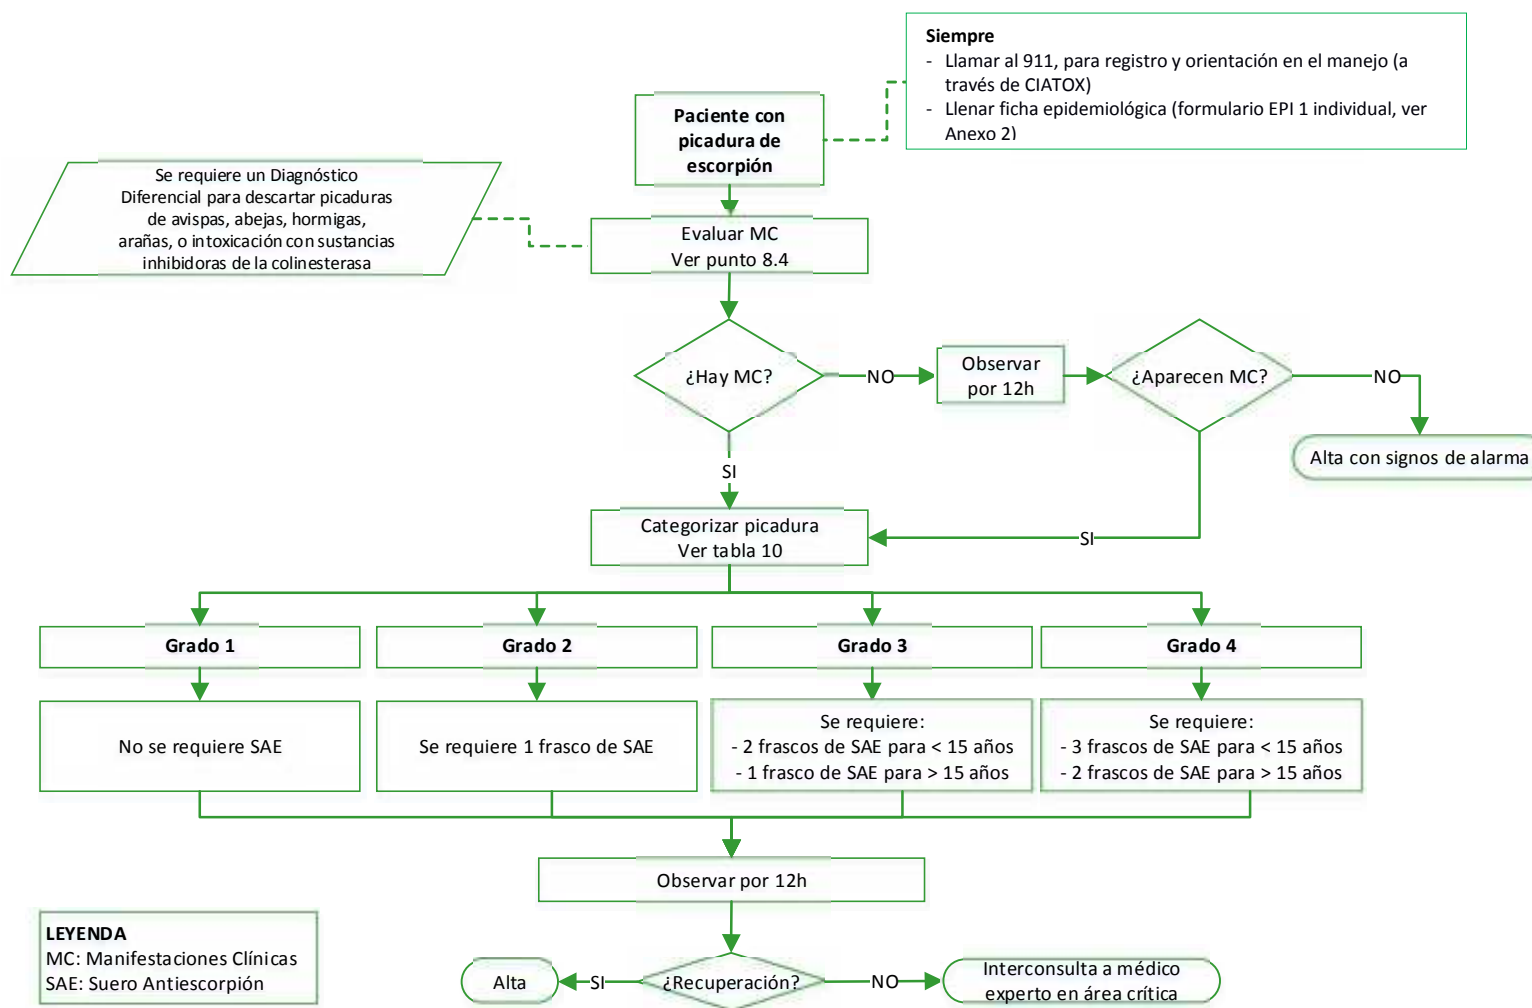 Siempre
- Llamar al 911, para registro y orientación en el manejo (a
través de CIATOX)
- Llenar ficha epidemiológica (formulario EPI 1 individual, ver
Anexo 2)
Paciente con
picadura de
escorpión
Se requiere un Diagnóstico
Diferencial para descartar picaduras
de avispas, abejas, hormigas,
arañas, o intoxicación con sustancias
inhibidoras de la colinesterasa
Evaluar MC
Ver punto 8.4
¿Hay MC?
NO
Observar
por 12h
¿Aparecen MC?
NO
Alta con signos de alarma
SI
Categorizar picadura
Ver tabla 10
SI
Grado 1
Grado 2
Grado 3
Grado 4
No se requiere SAE
Se requiere 1 frasco de SAE
Se requiere:
- 2 frascos de SAE para < 15 años
- 1 frasco de SAE para > 15 años
Se requiere:
- 3 frascos de SAE para < 15 años
- 2 frascos de SAE para > 15 años
Observar por 12h
LEYENDA
MC: Manifestaciones Clínicas
SAE: Suero Antiescorpión
Alta
SI
¿Recuperación?
NO
Interconsulta a médico
experto en área crítica